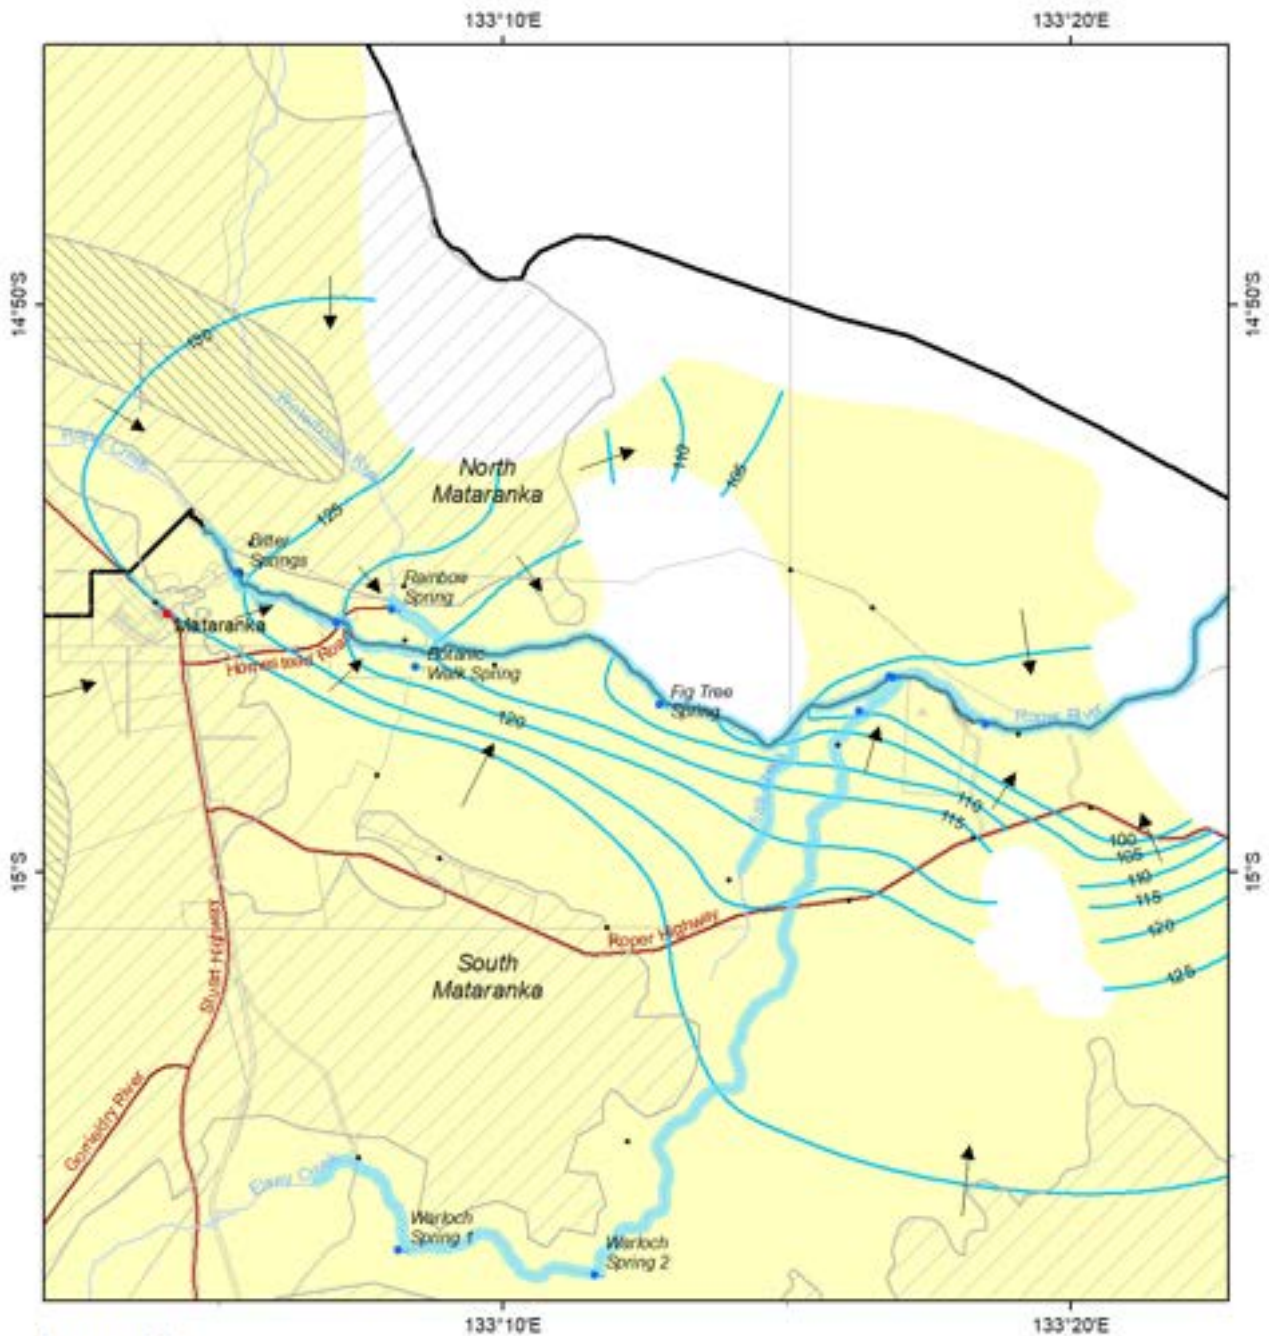 133°10'E
133°20'E
14°50'S
14°50'S
130
110
105
North
Mataranka
125
Bitter
Springs
Rainbow
Spring
Mataranka
Homestead Road
Botanic
Walk Spring
Fig Tree
Spring
120
Roper River
110
115
100
105
110
115
120
125
15°S
15°S
Stuart Highway
Roper Highway
South
Mataranka
River
Elsey Creek
Warloch
Spring 1
Warloch
Spring 2
133°10'E
133°20'E